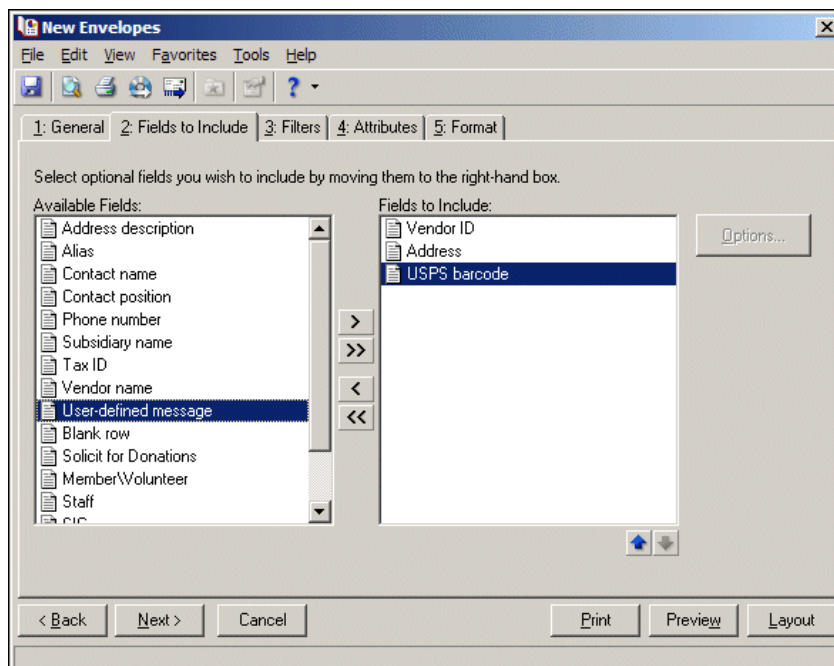 New Envelopes
File Edit View Favorites Tools Help
1: General 2: Fields to Include 3: Filters 4: Attributes 5: Format
Select optional fields you wish to include by moving them to the right-hand box.
Available Fields:
Address description
Alias
Contact name
Contact position
Phone number
Subsidiary name
Tax ID
Vendor name
User-defined message
Blank row
Solicit for Donations
Member\Volunteer
Staff
Fields to Include:
Vendor ID
Address
USPS barcode
Options...
>
>>
<
<<
< Back Next > Cancel Print Preview Layout